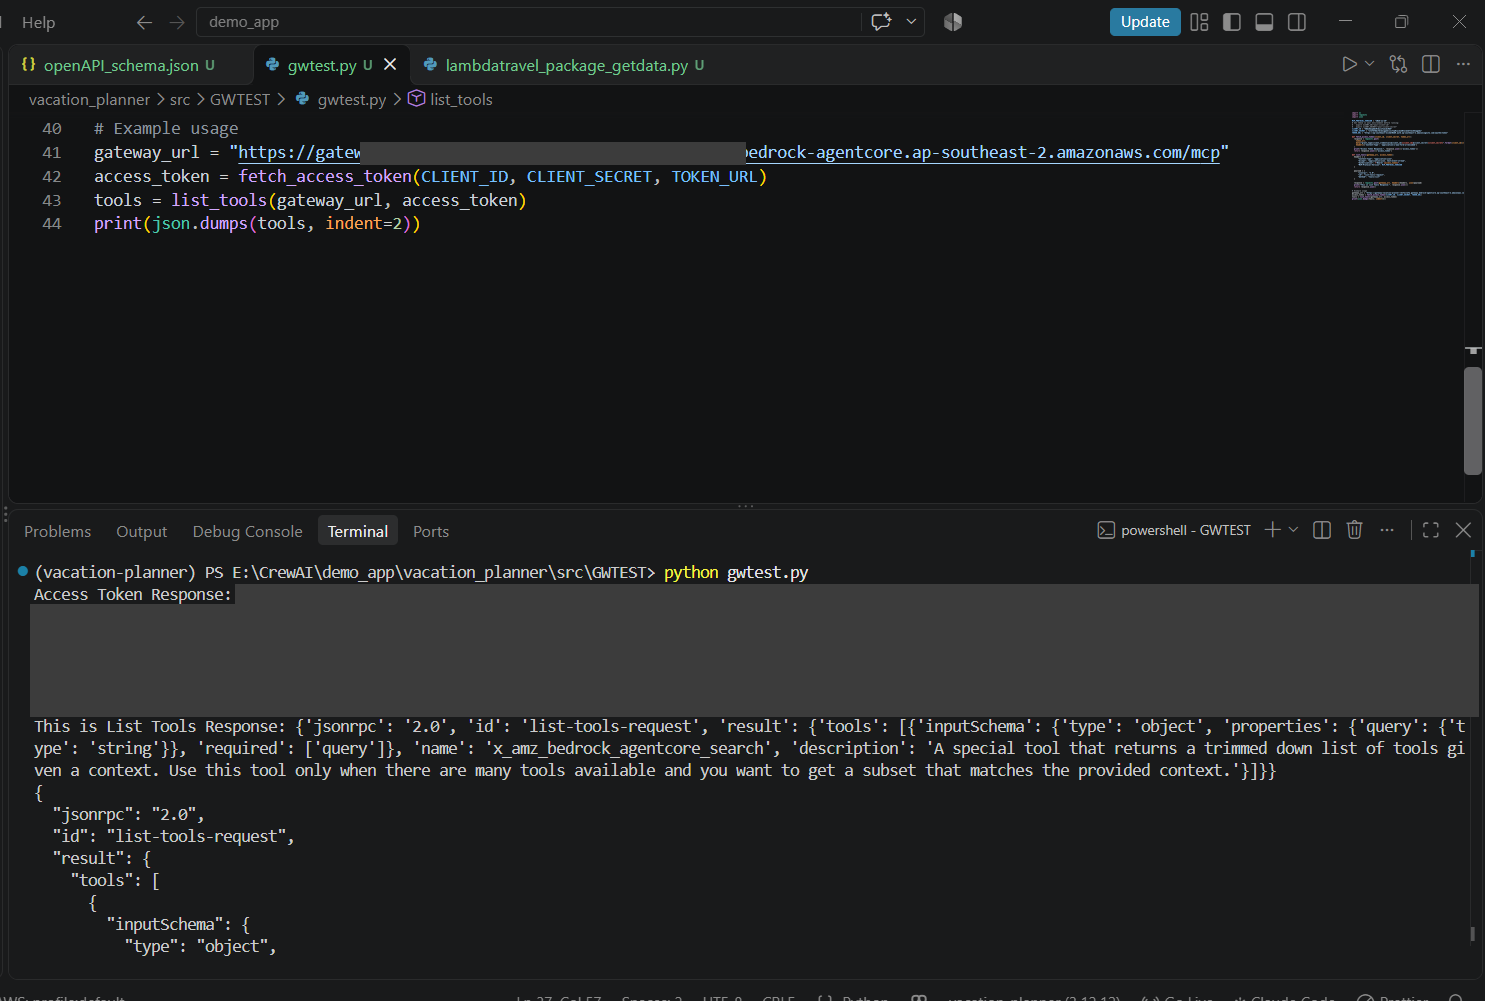 Help
demo_app
Update
openAPI_schema.json U
gwtest.py U
lambdatravel_package_getdata.py U
vacation_planner > src > GWTEST > gwtest.py > list_tools
40 # Example usage
41 gateway_url = "https://gatew bedrock-agentcore.ap-southeast-2.amazonaws.com/mcp"
42 access_token = fetch_access_token(CLIENT_ID, CLIENT_SECRET, TOKEN_URL)
43 tools = list_tools(gateway_url, access_token)
44 print(json.dumps(tools, indent=2))
Problems Output Debug Console Terminal Ports
powershell - GWTEST
(vacation-planner) PS E:\CrewAI\demo_app\vacation_planner\src\GWTEST> python gwtest.py
Access Token Response:
This is List Tools Response: {'jsonrpc': '2.0', 'id': 'list-tools-request', 'result': {'tools': [{'inputSchema': {'type': 'object', 'properties': {'query': {'t
ype': 'string'}}, 'required': ['query']}, 'name': 'x_amz_bedrock_agentcore_search', 'description': 'A special tool that returns a trimmed down list of tools gi
ven a context. Use this tool only when there are many tools available and you want to get a subset that matches the provided context.'}]}}
{
"jsonrpc": "2.0",
"id": "list-tools-request",
"result": {
"tools": [
{
"inputSchema": {
"type": "object",